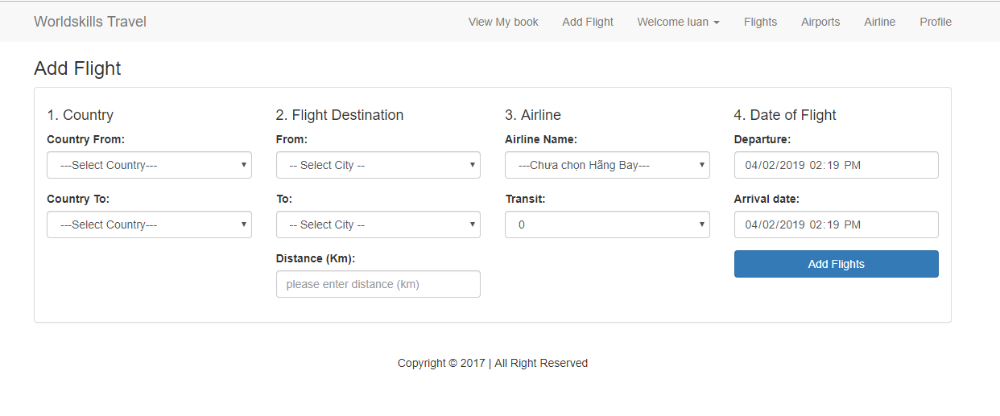 Worldskills Travel
View My book Add Flight Welcome luan Flights Airports Airline Profile
Add Flight
1. Country
Country From:
---Select Country---
Country To:
---Select Country---
2. Flight Destination
From:
-- Select City --
To:
-- Select City --
Distance (Km):
please enter distance (km)
3. Airline
Airline Name:
---Chưa chọn Hãng Bay---
Transit:
0
4. Date of Flight
Departure:
04/02/2019 02:19 PM
Arrival date:
04/02/2019 02:19 PM
Add Flights
Copyright © 2017 | All Right Reserved